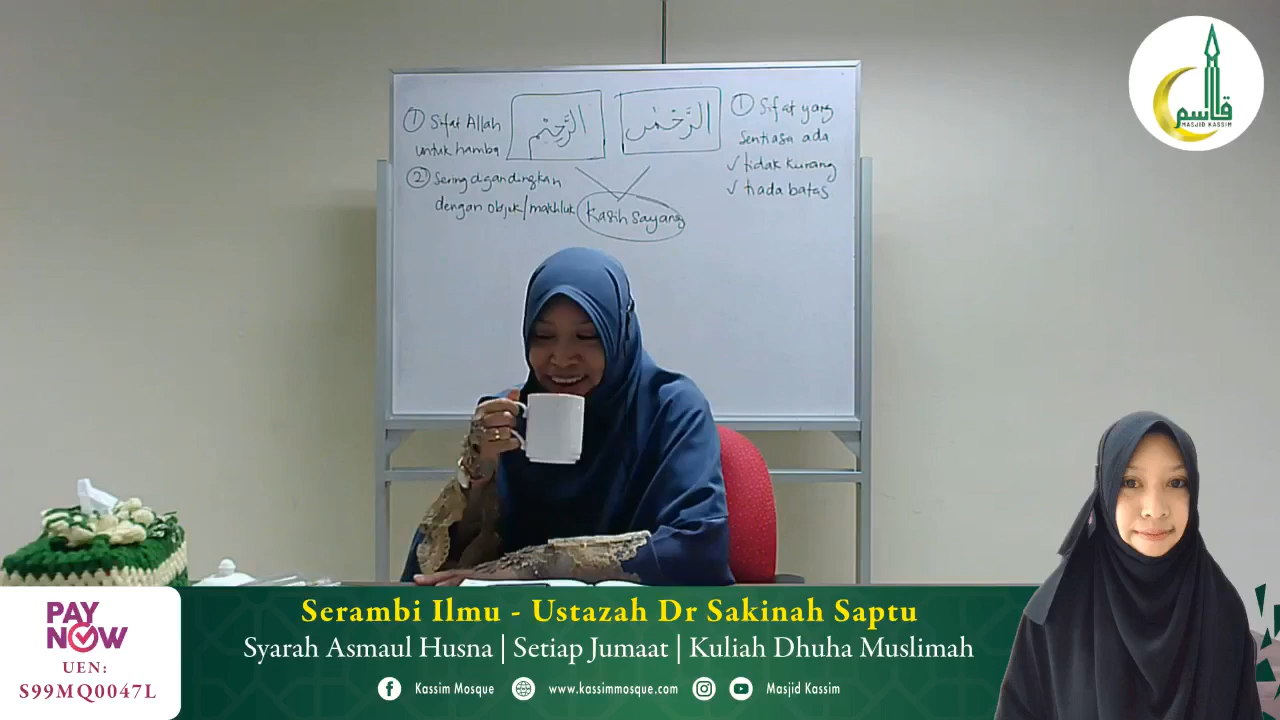 قاسم
MASJID KASSIM
① Sifat Allah
untuk hamba
② Sering digandingkan
dengan objek/makhluk
الرَّحِيْم
الرَّحْمٰن
Kasih Sayang
① Sifat yang
sentiasa ada
✓ tidak kurang
✓ tiada batas
PAY
NOW
UEN:
S99MQ0047L
Serambi Ilmu - Ustazah Dr Sakinah Saptu
Syarah Asmaul Husna | Setiap Jumaat | Kuliah Dhuha Muslimah
Kassim Mosque
www.kassimmosque.com
Masjid Kassim